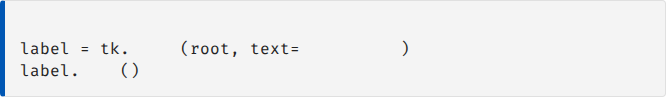 label = tk.     (root, text=          )
label.    ()